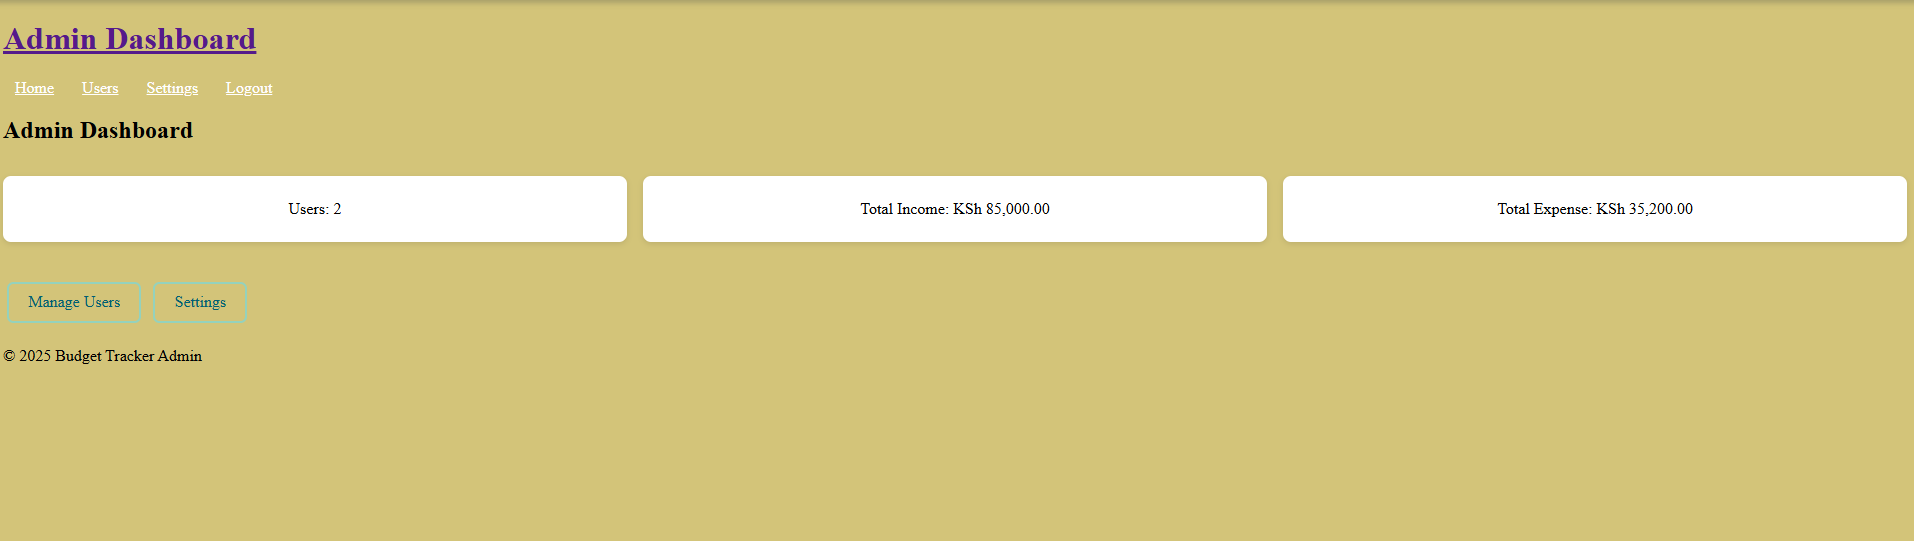 Admin Dashboard
Home Users Settings Logout
Admin Dashboard
Users: 2
Total Income: KSh 85,000.00
Total Expense: KSh 35,200.00
Manage Users Settings
© 2025 Budget Tracker Admin